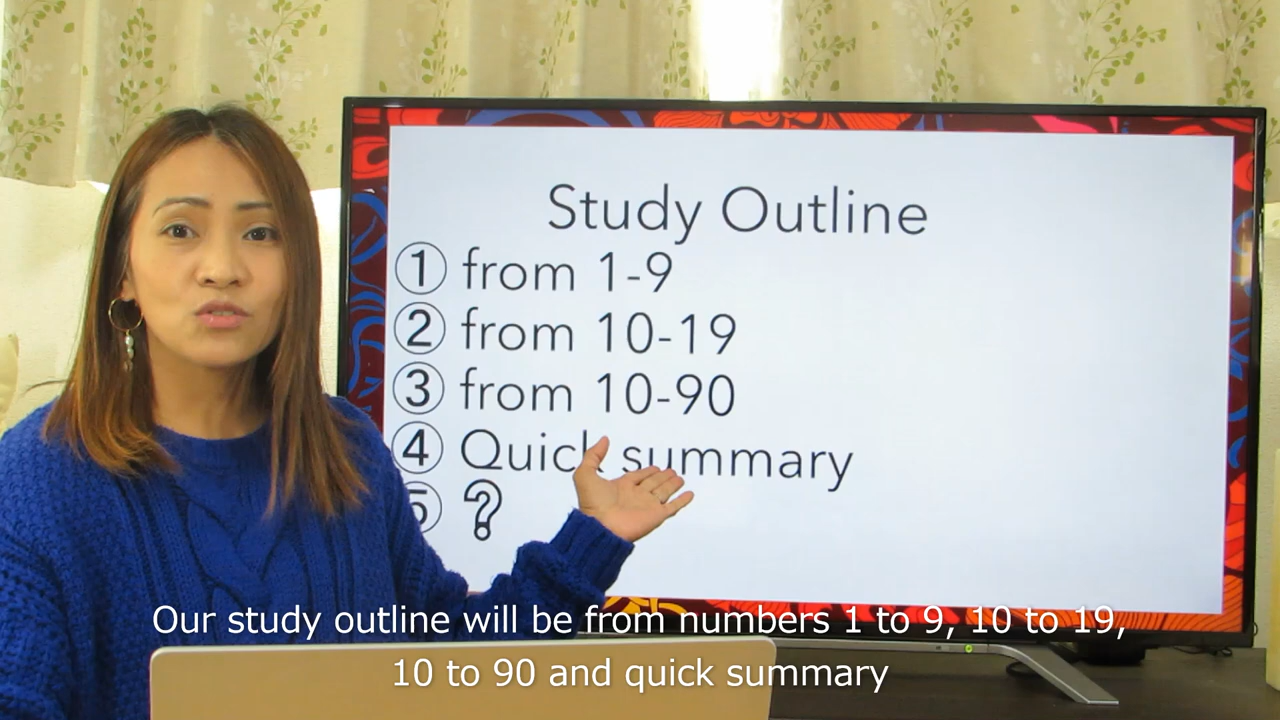 Study Outline
① from 1-9
② from 10-19
③ from 10-90
④ Quick summary
⑤ ?
Our study outline will be from numbers 1 to 9, 10 to 19,
10 to 90 and quick summary